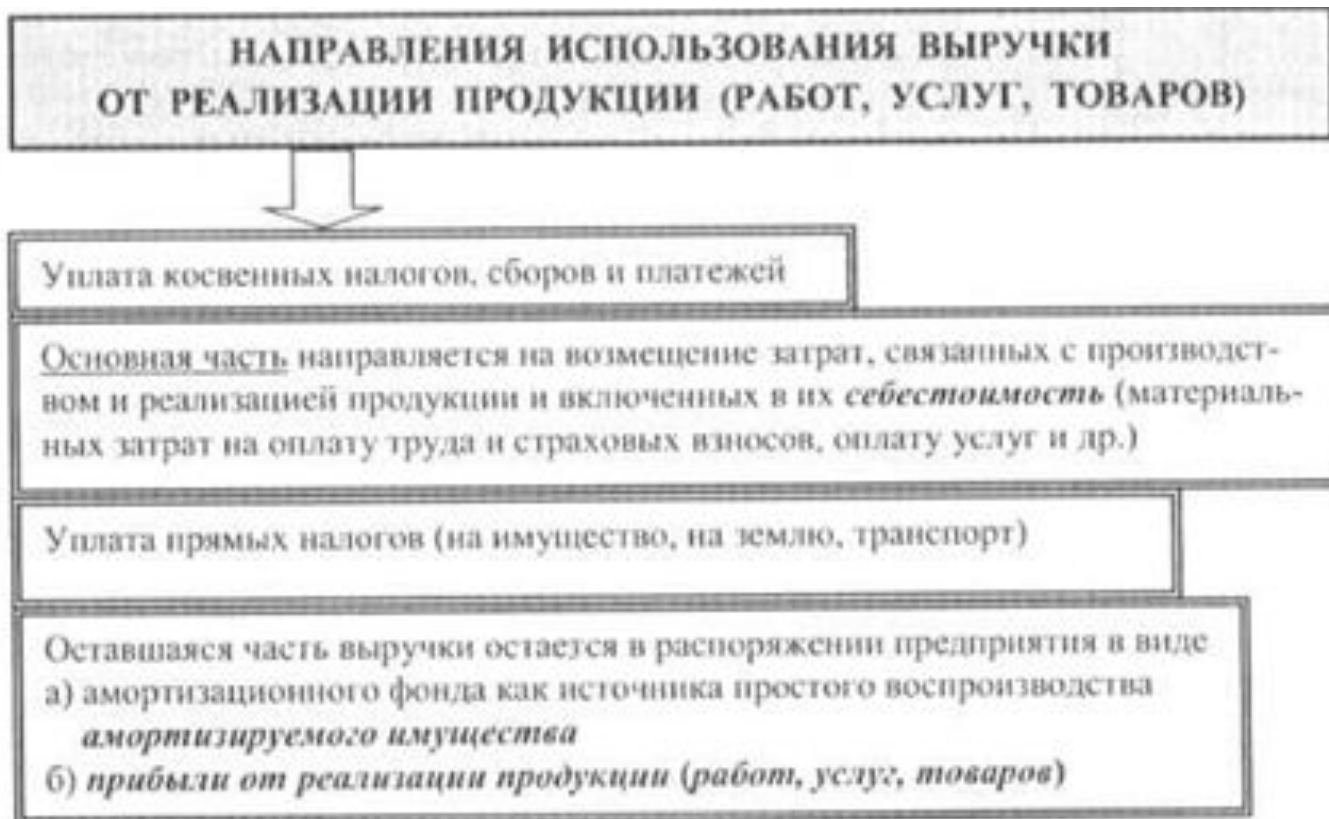 НАПРАВЛЕНИЯ ИСПОЛЬЗОВАНИЯ ВЫРУЧКИ
ОТ РЕАЛИЗАЦИИ ПРОДУКЦИИ (РАБОТ, УСЛУГ, ТОВАРОВ)
Уплата косвенных налогов, сборов и платежей
Основная часть направляется на возмещение затрат, связанных с производст-
вом и реализацией продукции и включенных в их себестоимость (материаль-
ных затрат на оплату труда и страховых взносов, оплату услуг и др.)
Уплата прямых налогов (на имущество, на землю, транспорт)
Оставшаяся часть выручки остается в распоряжении предприятия в виде
а) амортизационного фонда как источника простого воспроизводства
амортизируемого имущества
б) прибыли от реализации продукции (работ, услуг, товаров)